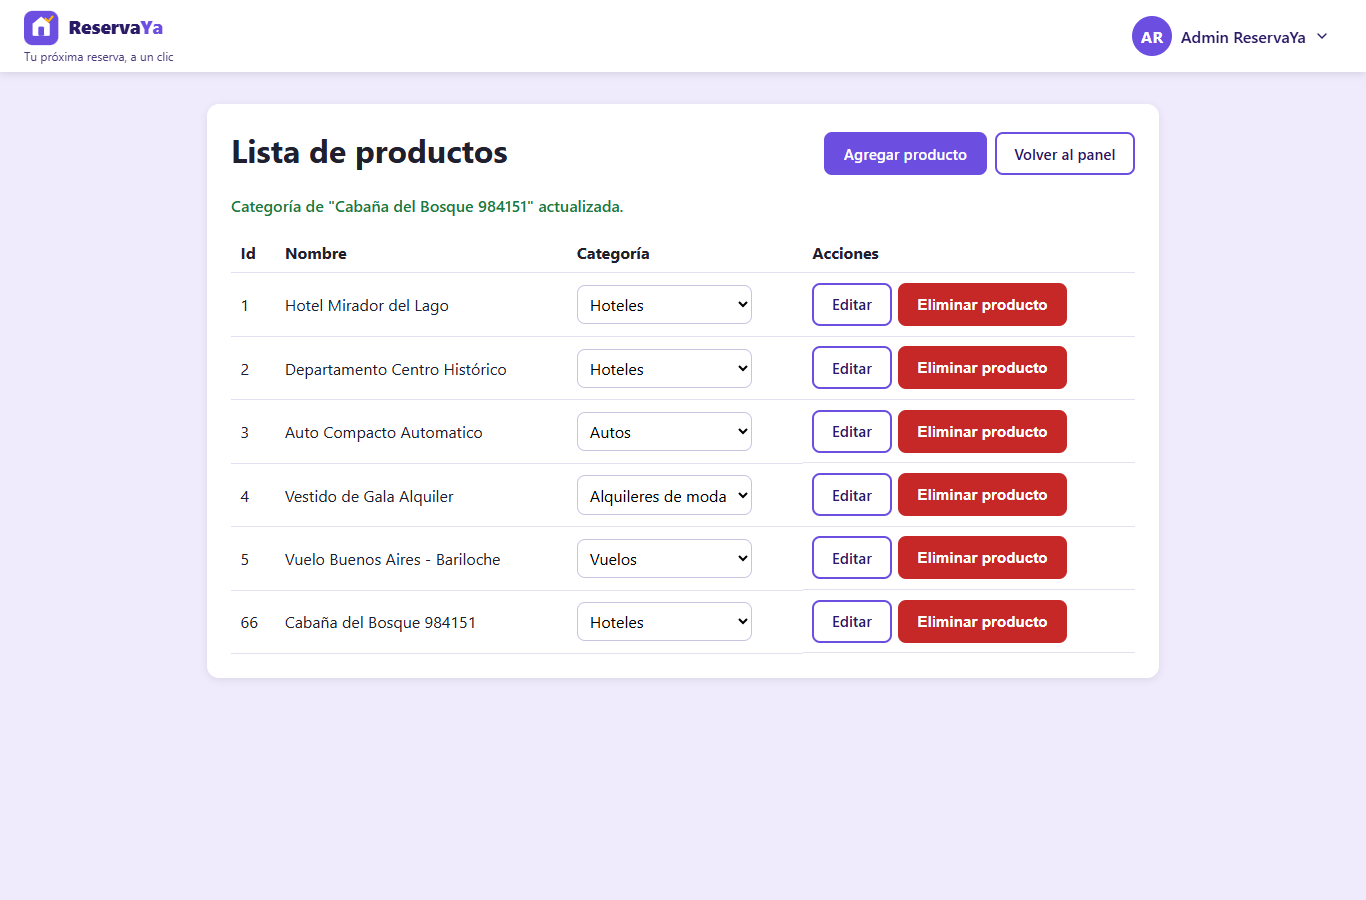 ReservaYa
Tu próxima reserva, a un clic
AR Admin ReservaYa
Lista de productos
Agregar producto
Volver al panel
Categoría de "Cabaña del Bosque 984151" actualizada.
Id Nombre Categoría Acciones
1 Hotel Mirador del Lago Hoteles Editar Eliminar producto
2 Departamento Centro Histórico Hoteles Editar Eliminar producto
3 Auto Compacto Automatico Autos Editar Eliminar producto
4 Vestido de Gala Alquiler Alquileres de moda Editar Eliminar producto
5 Vuelo Buenos Aires - Bariloche Vuelos Editar Eliminar producto
66 Cabaña del Bosque 984151 Hoteles Editar Eliminar producto